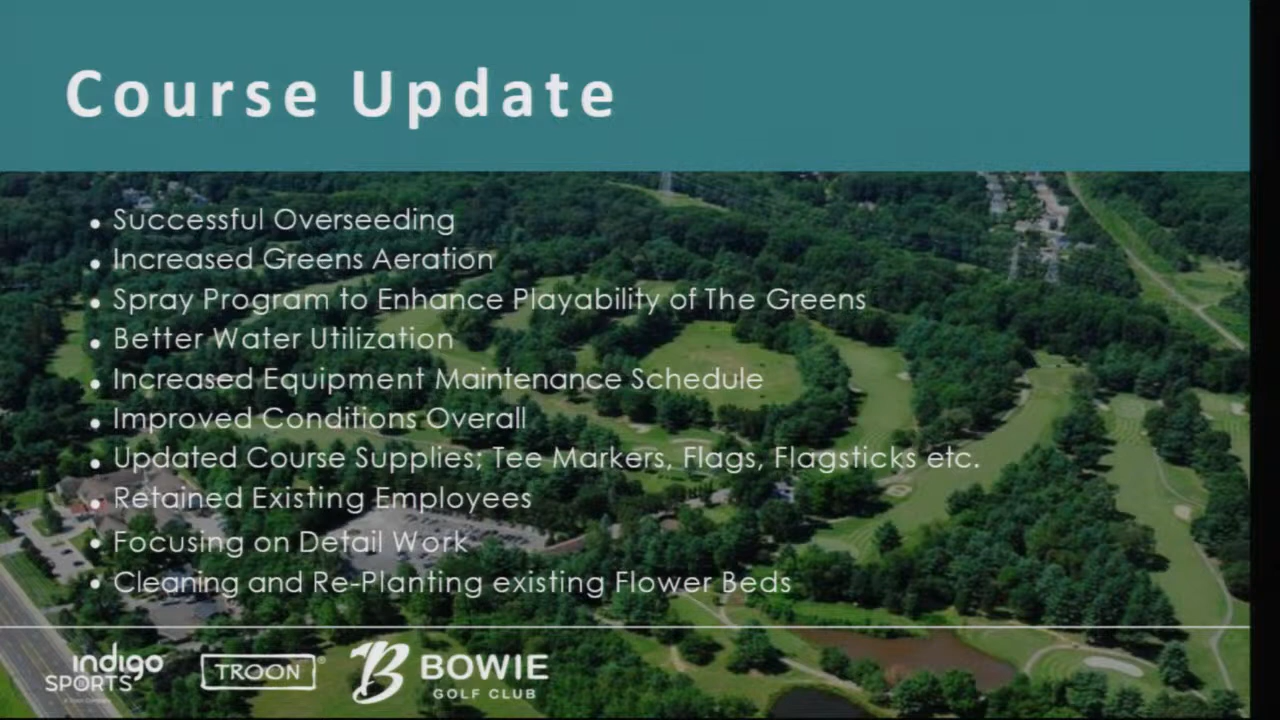 Course Update
• Successful Overseeding
• Increased Greens Aeration
• Spray Program to Enhance Playability of The Greens
• Better Water Utilization
• Increased Equipment Maintenance Schedule
• Improved Conditions Overall
• Updated Course Supplies; Tee Markers, Flags, Flagsticks etc.
• Retained Existing Employees
• Focusing on Detail Work
• Cleaning and Re-Planting existing Flower Beds
indigo
SPORTS
TROON®
B BOWIE
GOLF CLUB